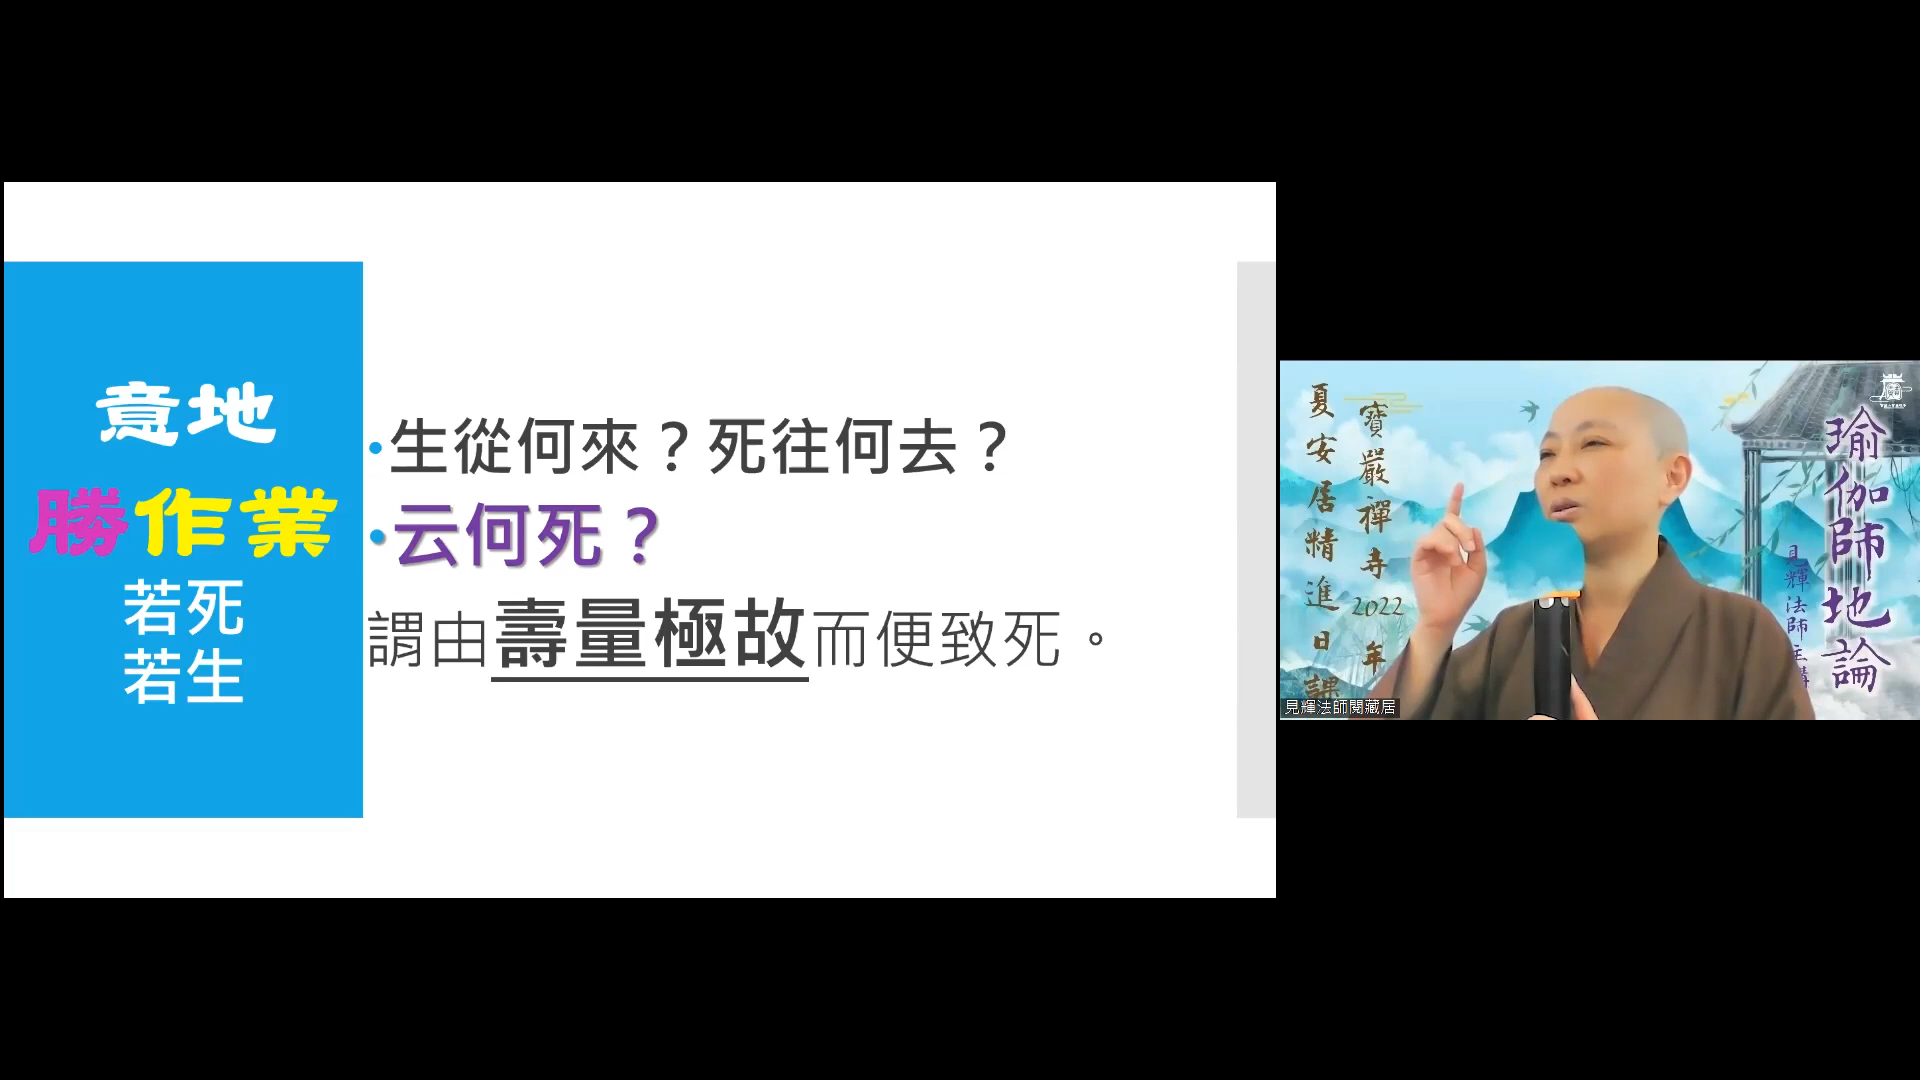 意地
勝作業
若死
若生
•生從何來？死往何去？
•云何死？
謂由壽量極故而便致死。
夏安居精進日課
寶嚴禪寺2022年
瑜伽師地論
見輝法師主講
見輝法師閱藏居